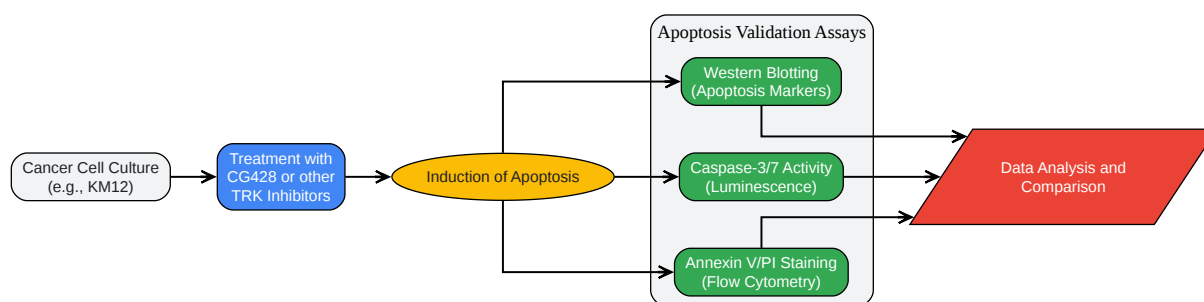 Apoptosis Validation Assays
Western Blotting
(Apoptosis Markers)
Cancer Cell Culture
(e.g., KM12)
Treatment with
CG428 or other
TRK Inhibitors
Induction of Apoptosis
Caspase-3/7 Activity
(Luminescence)
Data Analysis and
Comparison
Annexin V/PI Staining
(Flow Cytometry)